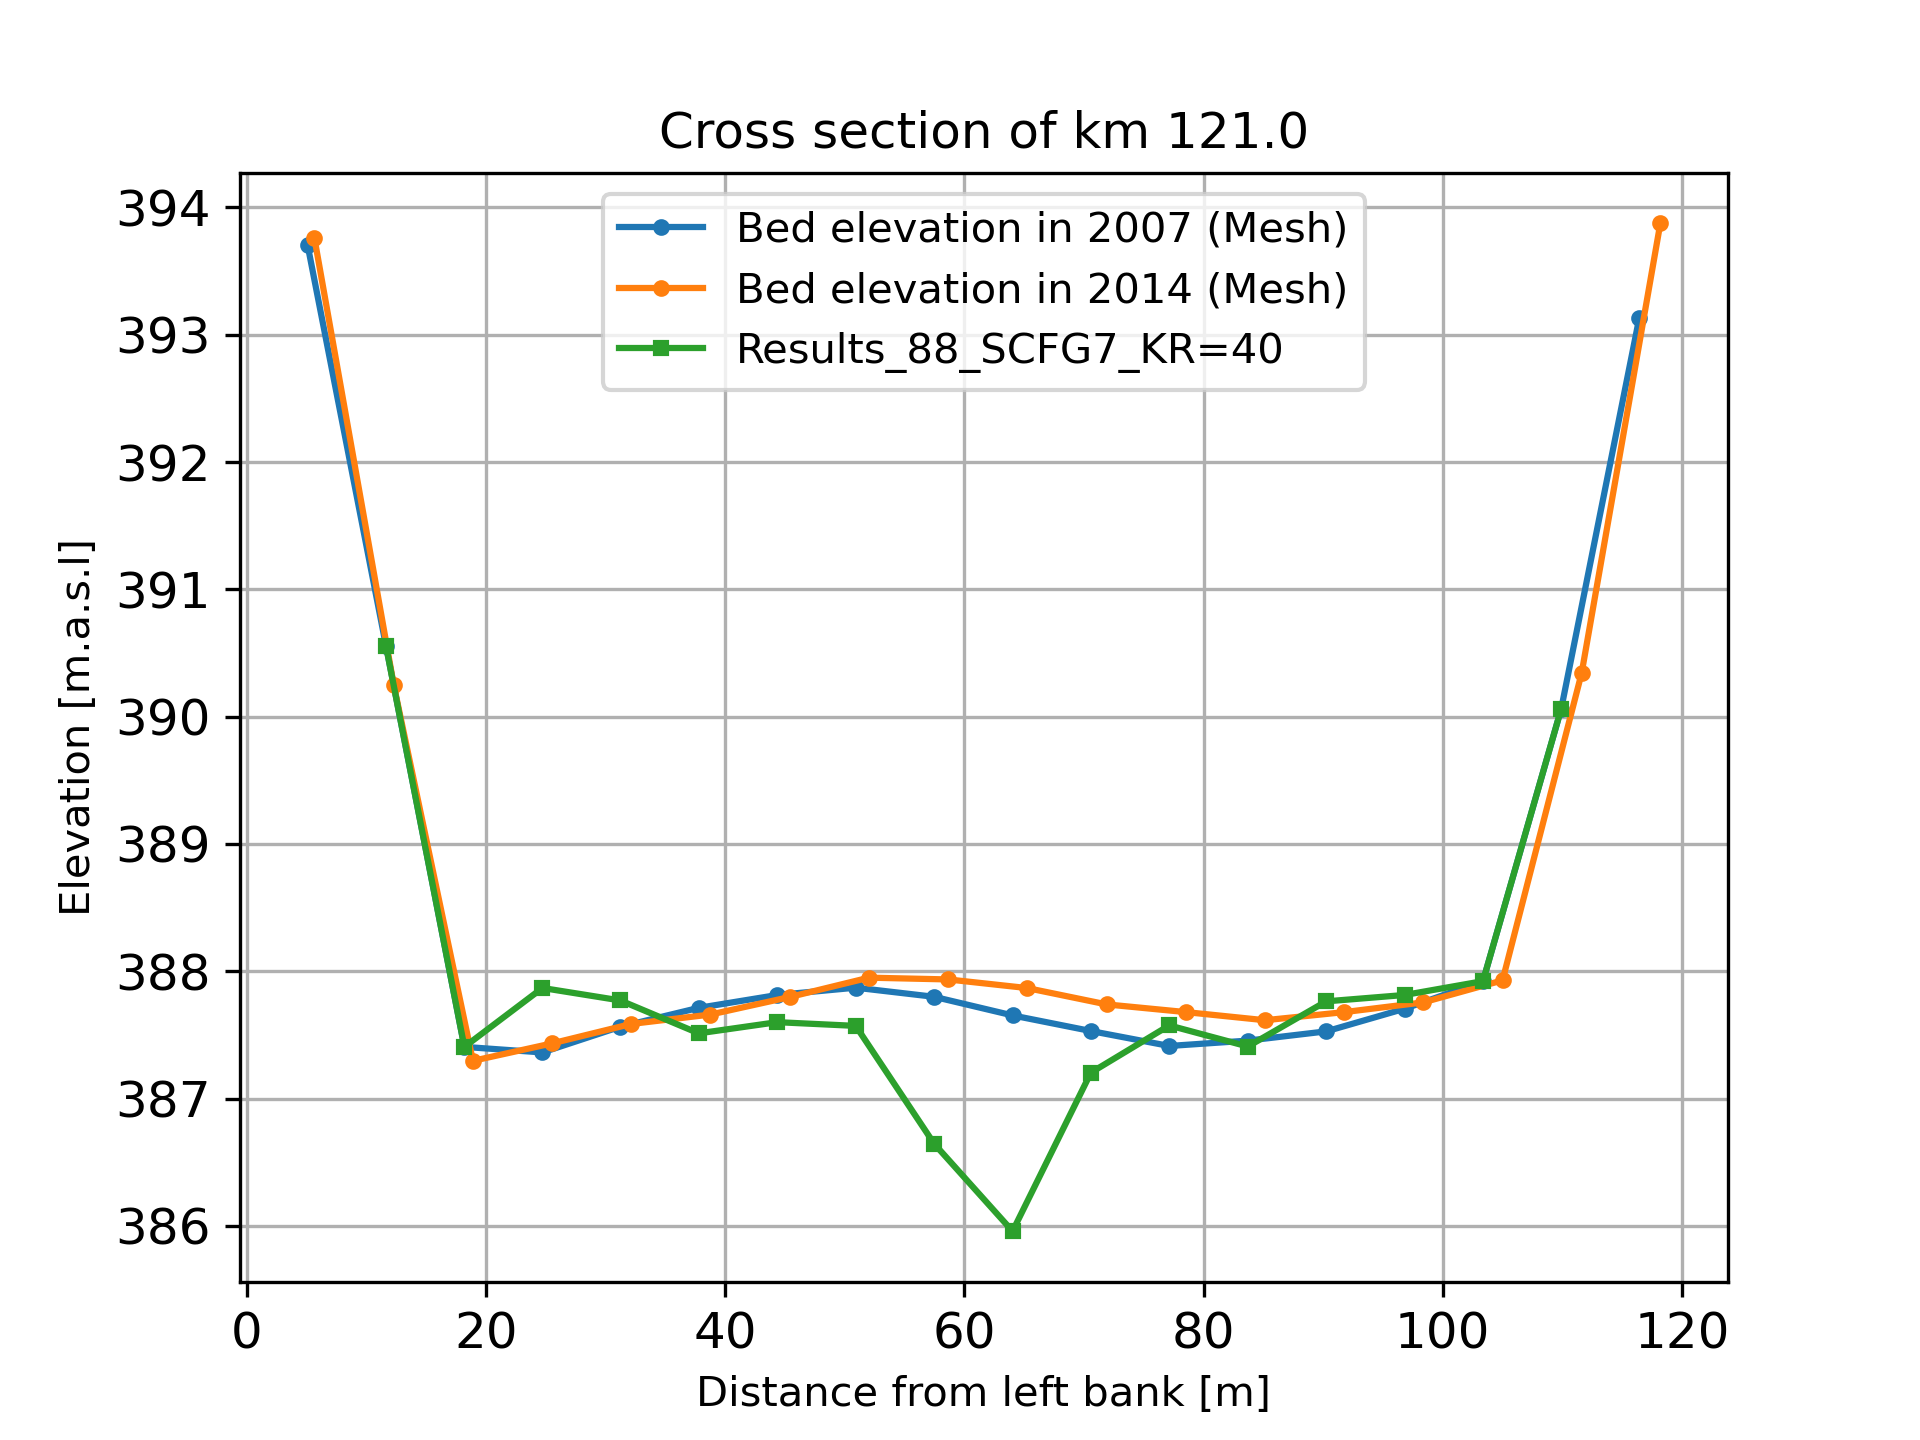 Cross section of km 121.0
Bed elevation in 2007 (Mesh)
Bed elevation in 2014 (Mesh)
Results_88_SCFG7_KR=40
394
393
392
391
390
389
388
387
386
Elevation [m.a.s.l]
0 20 40 60 80 100 120
Distance from left bank [m]